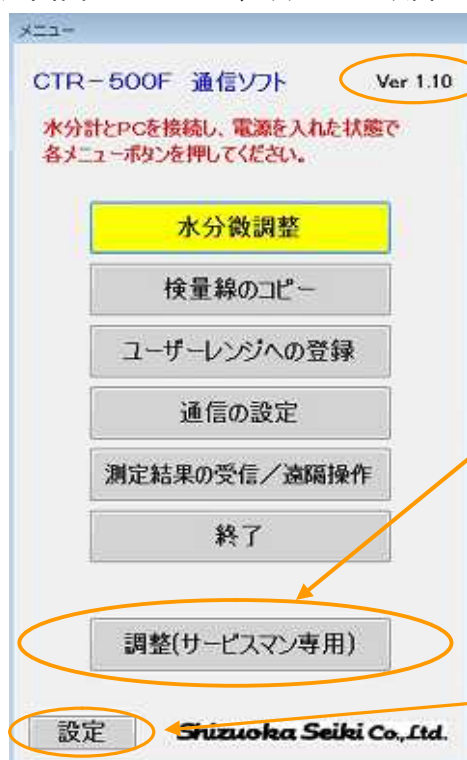 メニュー
CTR-500F 通信ソフト Ver 1.10
水分計とPCを接続し、電源を入れた状態で
各メニューボタンを押してください。
水分微調整
検量線のコピー
ユーザーレンジへの登録
通信の設定
測定結果の受信/遠隔操作
終了
調整(サービスマン専用)
設定 Shizuoka Seiki Co.,Ltd.